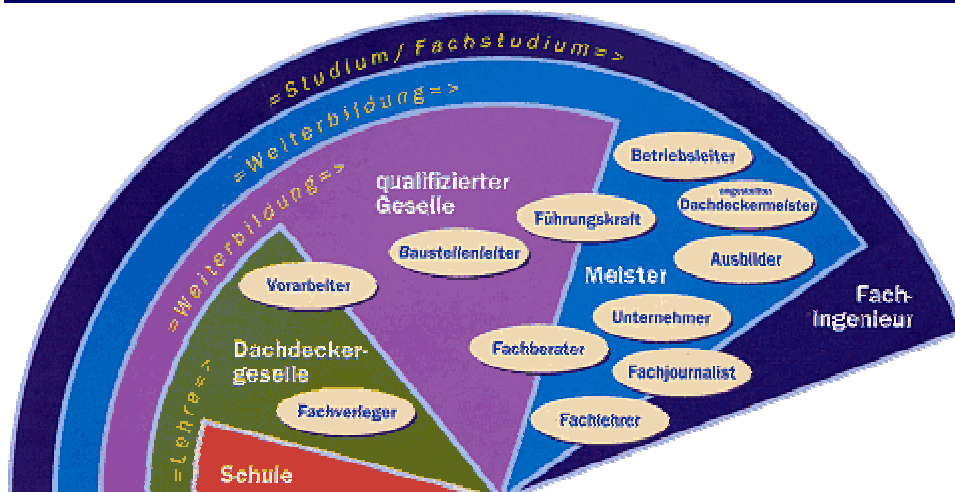 =Studium/Fachstudium=>
=Weiterbildung=>
=Weiterbildung=>
=Lehre=>
Betriebsleiter
qualifizierter
Geselle
angestellter
Dachdeckermeister
Führungskraft
Baustellenleiter
Ausbilder
Meister
Vorarbeiter
Fach-
ingenieur
Unternehmer
Dachdecker-
geselle
Fachberater
Fachjournalist
Fachverleger
Fachlehrer
Schule